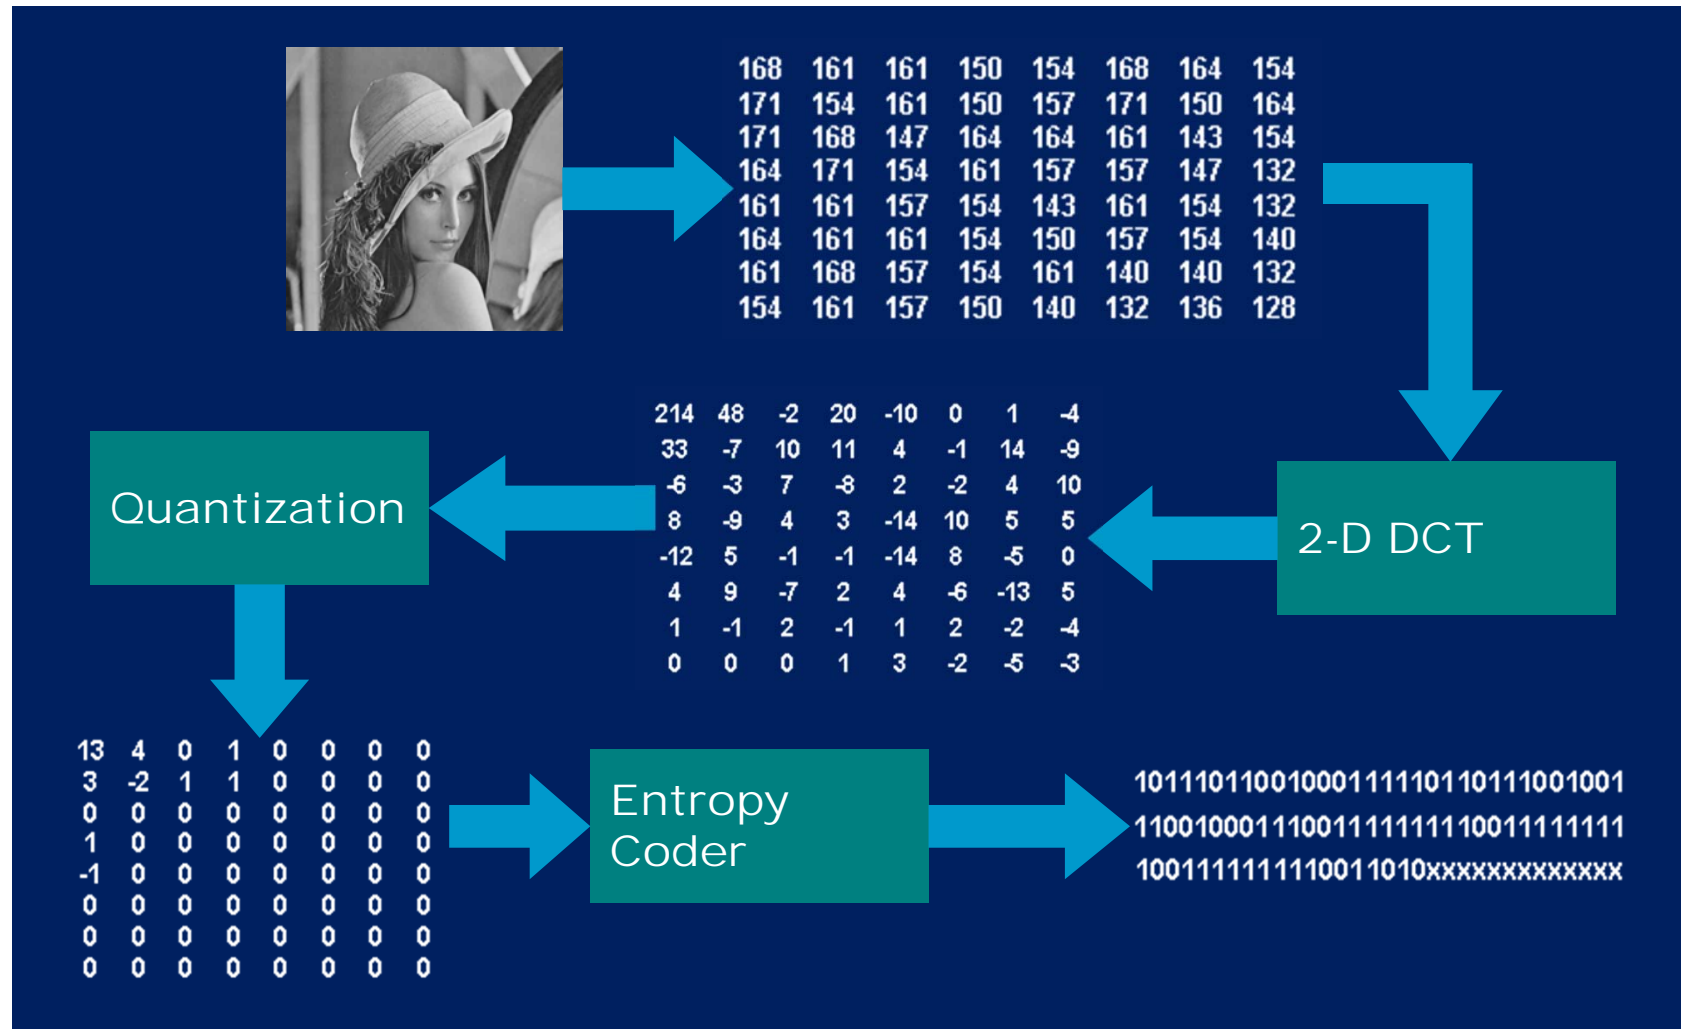 168 161 161 150 154 168 164 154
171 154 161 150 157 171 150 164
171 168 147 164 164 161 143 154
164 171 154 161 157 157 147 132
161 161 157 154 143 161 154 132
164 161 161 154 150 157 154 140
161 168 157 154 161 140 140 132
154 161 157 150 140 132 136 128
2-D DCT
214 48 -2 20 -10 0 1 -4
33 -7 10 11 4 -1 14 -9
-6 -3 7 -8 2 -2 4 10
8 -9 4 3 -14 10 5 5
-12 5 -1 -1 -14 8 -5 0
4 9 -7 2 4 -6 -13 5
1 -1 2 -1 1 2 -2 -4
0 0 0 1 3 -2 -5 -3
Quantization
13 4 0 1 0 0 0 0
3 -2 1 1 0 0 0 0
0 0 0 0 0 0 0 0
1 0 0 0 0 0 0 0
-1 0 0 0 0 0 0 0
0 0 0 0 0 0 0 0
0 0 0 0 0 0 0 0
0 0 0 0 0 0 0 0
Entropy
Coder
10111011001000111110110111001001
11001000111001111111110011111111
1001111111110011010xxxxxxxxxxxxx